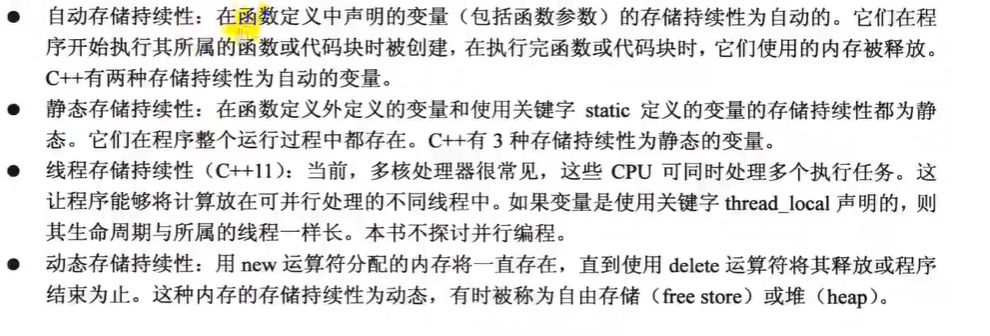 ● 自动存储持续性：在函数定义中声明的变量（包括函数参数）的存储持续性为自动的。它们在程
序开始执行其所属的函数或代码块时被创建，在执行完函数或代码块时，它们使用的内存被释放。
C++有两种存储持续性为自动的变量。
● 静态存储持续性：在函数定义外定义的变量和使用关键字 static 定义的变量的存储持续性都为静
态。它们在程序整个运行过程中都存在。C++有 3 种存储持续性为静态的变量。
● 线程存储持续性（C++11）：当前，多核处理器很常见，这些 CPU 可同时处理多个执行任务。这
让程序能够将计算放在可并行处理的不同线程中。如果变量是使用关键字 thread_local 声明的，则
其生命周期与所属的线程一样长。本书不探讨并行编程。
● 动态存储持续性：用 new 运算符分配的内存将一直存在，直到使用 delete 运算符将其释放或程序
结束为止。这种内存的存储持续性为动态，有时被称为自由存储（free store）或堆（heap）。